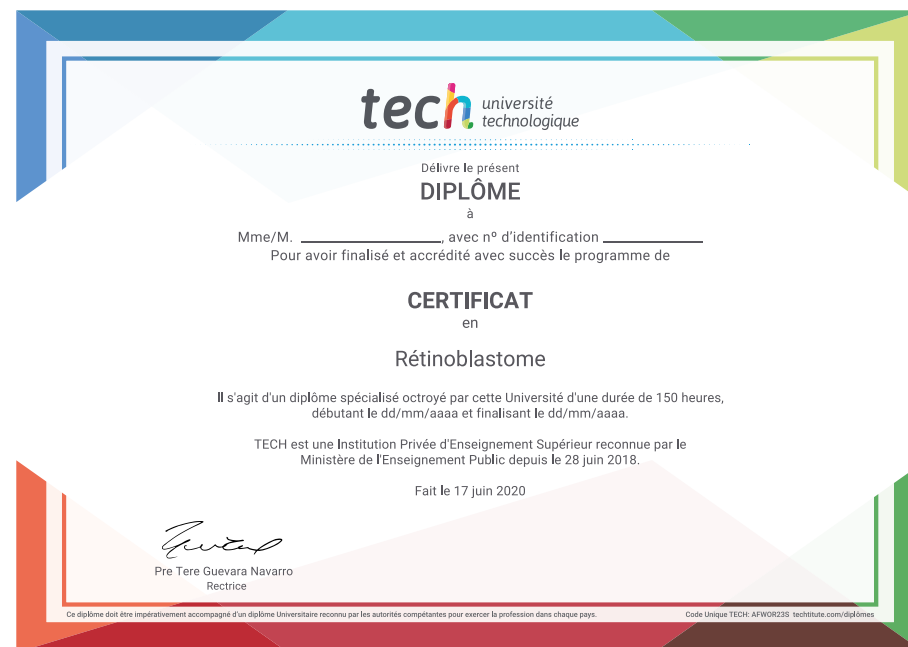 tech université
technologique
Délivre le présent
DIPLÔME
à
Mme/M. ____________________, avec nº d'identification ______________
Pour avoir finalisé et accrédité avec succès le programme de
CERTIFICAT
en
Rétinoblastome
Il s'agit d'un diplôme spécialisé octroyé par cette Université d'une durée de 150 heures,
débutant le dd/mm/aaaa et finalisant le dd/mm/aaaa.
TECH est une Institution Privée d'Enseignement Supérieur reconnue par le
Ministère de l'Enseignement Public depuis le 28 juin 2018.
Fait le 17 juin 2020
Pre Tere Guevara Navarro
Rectrice
Ce diplôme doit être impérativement accompagné d'un diplôme Universitaire reconnu par les autorités compétentes pour exercer la profession dans chaque pays.
Code Unique TECH: AFWOR23S techtitute.com/diplômes